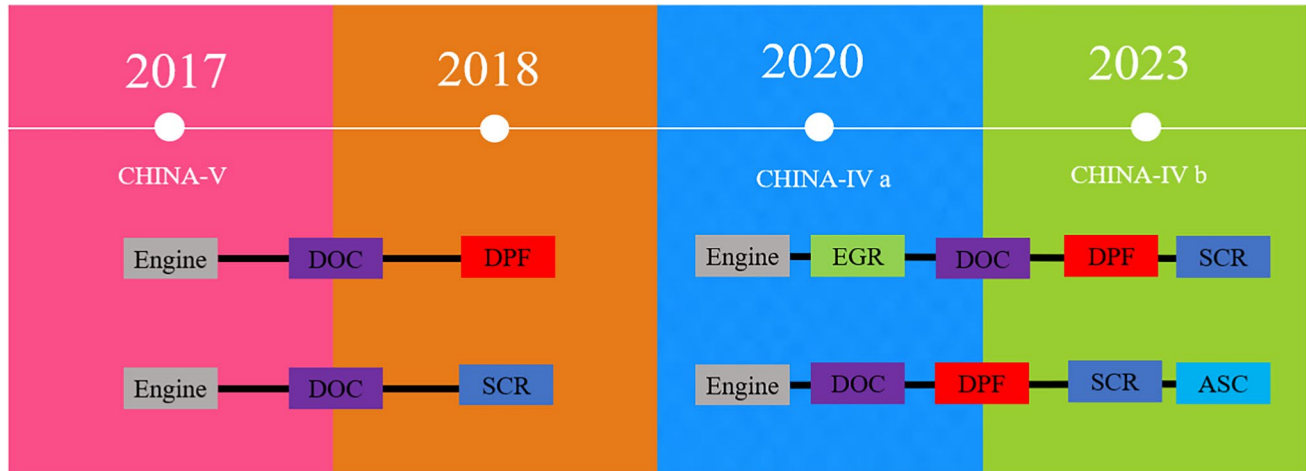 2017 2018 2020 2023
CHINA-V CHINA-IV a CHINA-IV b
Engine DOC DPF Engine EGR DOC DPF SCR
Engine DOC SCR Engine DOC DPF SCR ASC